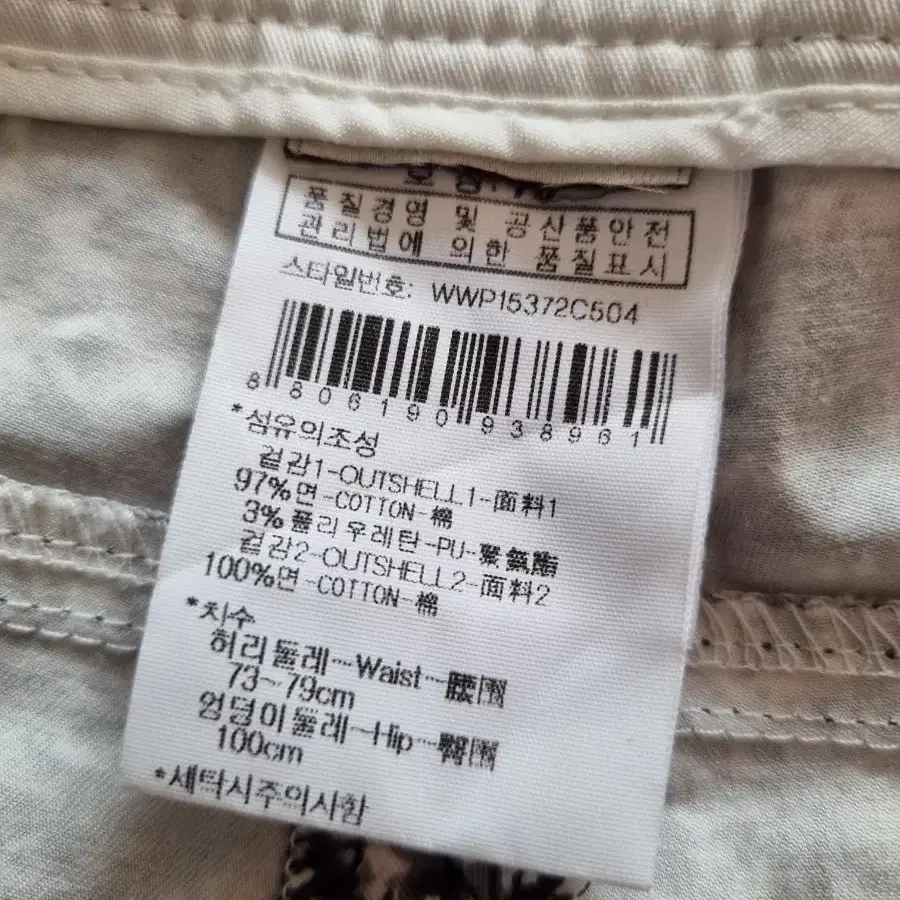 품질경영 및 공산품안전
관리법에 의한 품질표시
스타일번호: WWP15372C504
8 806190 938961
*섬유의조성
겉감1-OUTSHELL1-面料1
97%면-COTTON-棉
3%폴리우레탄-PU-聚氨酯
겉감2-OUTSHELL2-面料2
100%면-COTTON-棉
*치수
허리둘레-Waist-腰围
73~79cm
엉덩이둘레-Hip-臀围
100cm
*세탁시주의사항